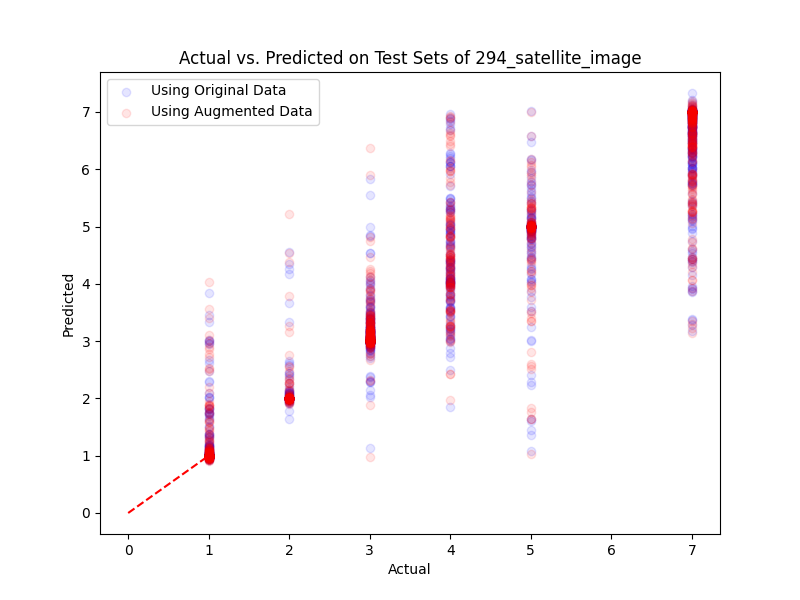 Actual vs. Predicted on Test Sets of 294_satellite_image
Using Original Data
Using Augmented Data
7
6
5
4
3
2
1
0
Predicted
0 1 2 3 4 5 6 7
Actual